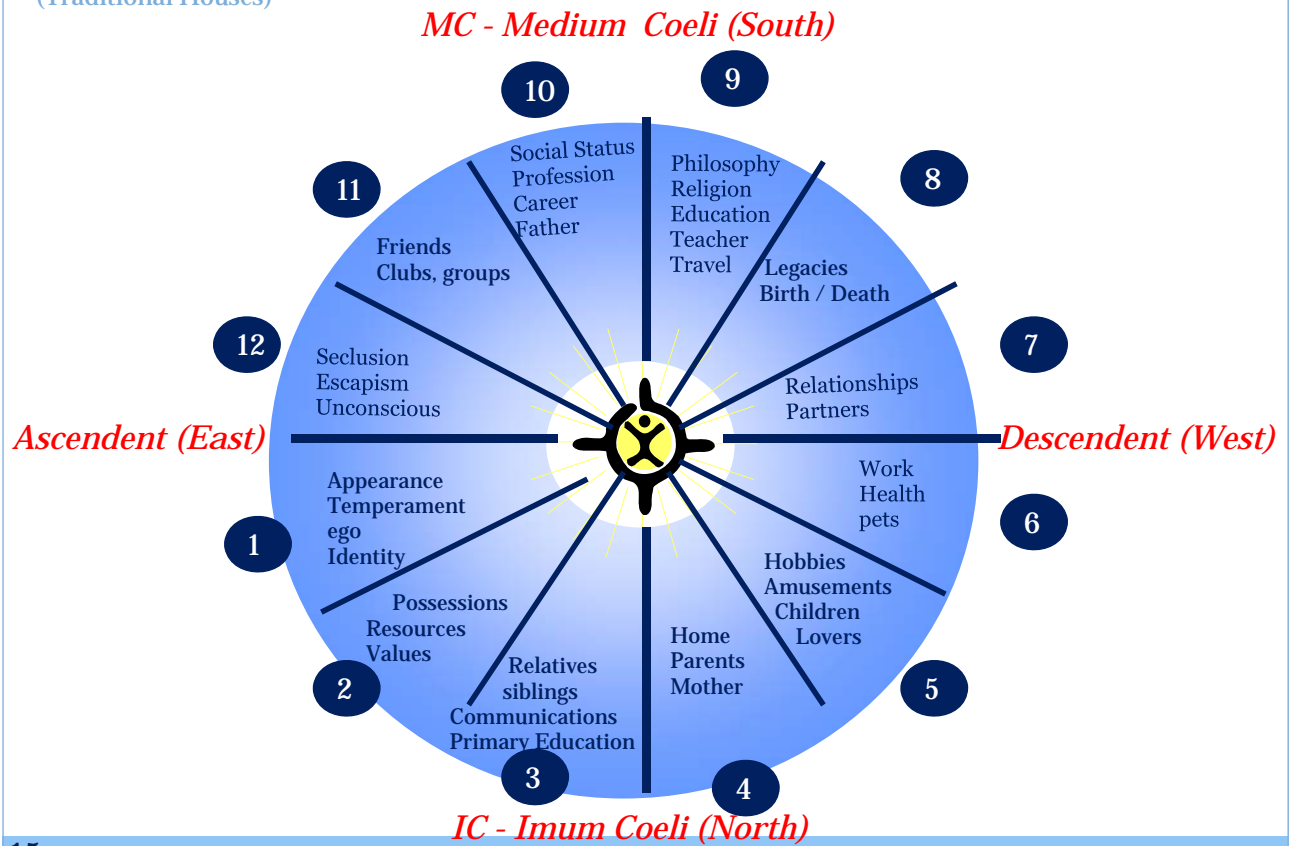 (Traditional Houses)
MC - Medium Coeli (South)
10
9
Social Status
Profession
Career
Father
Philosophy
Religion
Education
Teacher
Travel
11
8
Friends
Clubs, groups
Legacies
Birth / Death
12
7
Seclusion
Escapism
Unconscious
Relationships
Partners
Ascendent (East)
Descendent (West)
Appearance
Temperament
ego
Identity
Work
Health
pets
1
6
Possessions
Resources
Values
Hobbies
Amusements
Children
Lovers
2
5
Relatives
siblings
Communications
Primary Education
Home
Parents
Mother
3
4
IC - Imum Coeli (North)
15